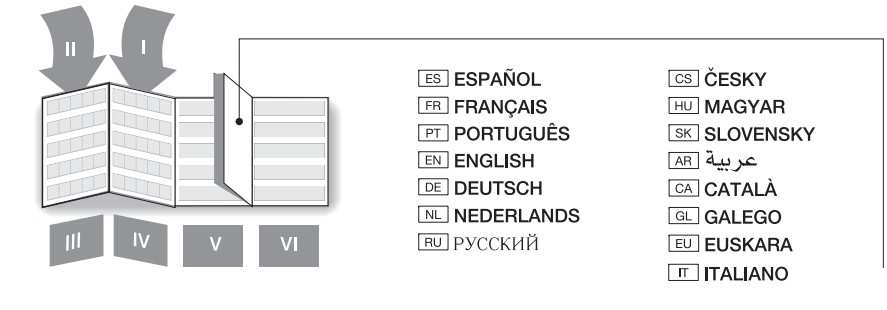 II I
III IV V VI
ES ESPAÑOL
FR FRANÇAIS
PT PORTUGUÊS
EN ENGLISH
DE DEUTSCH
NL NEDERLANDS
RU РУССКИЙ
CS ČESKY
HU MAGYAR
SK SLOVENSKY
AR عربية
CA CATALÀ
GL GALEGO
EU EUSKARA
IT ITALIANO